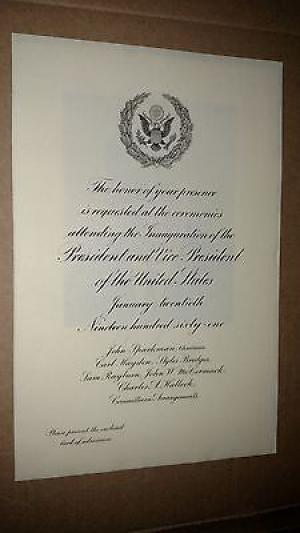 The honor of your presence
is requested at the ceremonies
attending the Inauguration of the
President and Vice President
of the United States
January twentieth
Nineteen hundred sixty-one
John Sparkman, Chairman
Carl Hayden, Styles Bridges,
Sam Rayburn, John W. McCormack,
Charles A. Halleck,
Committee on Arrangements.
Please present the enclosed
card of admission